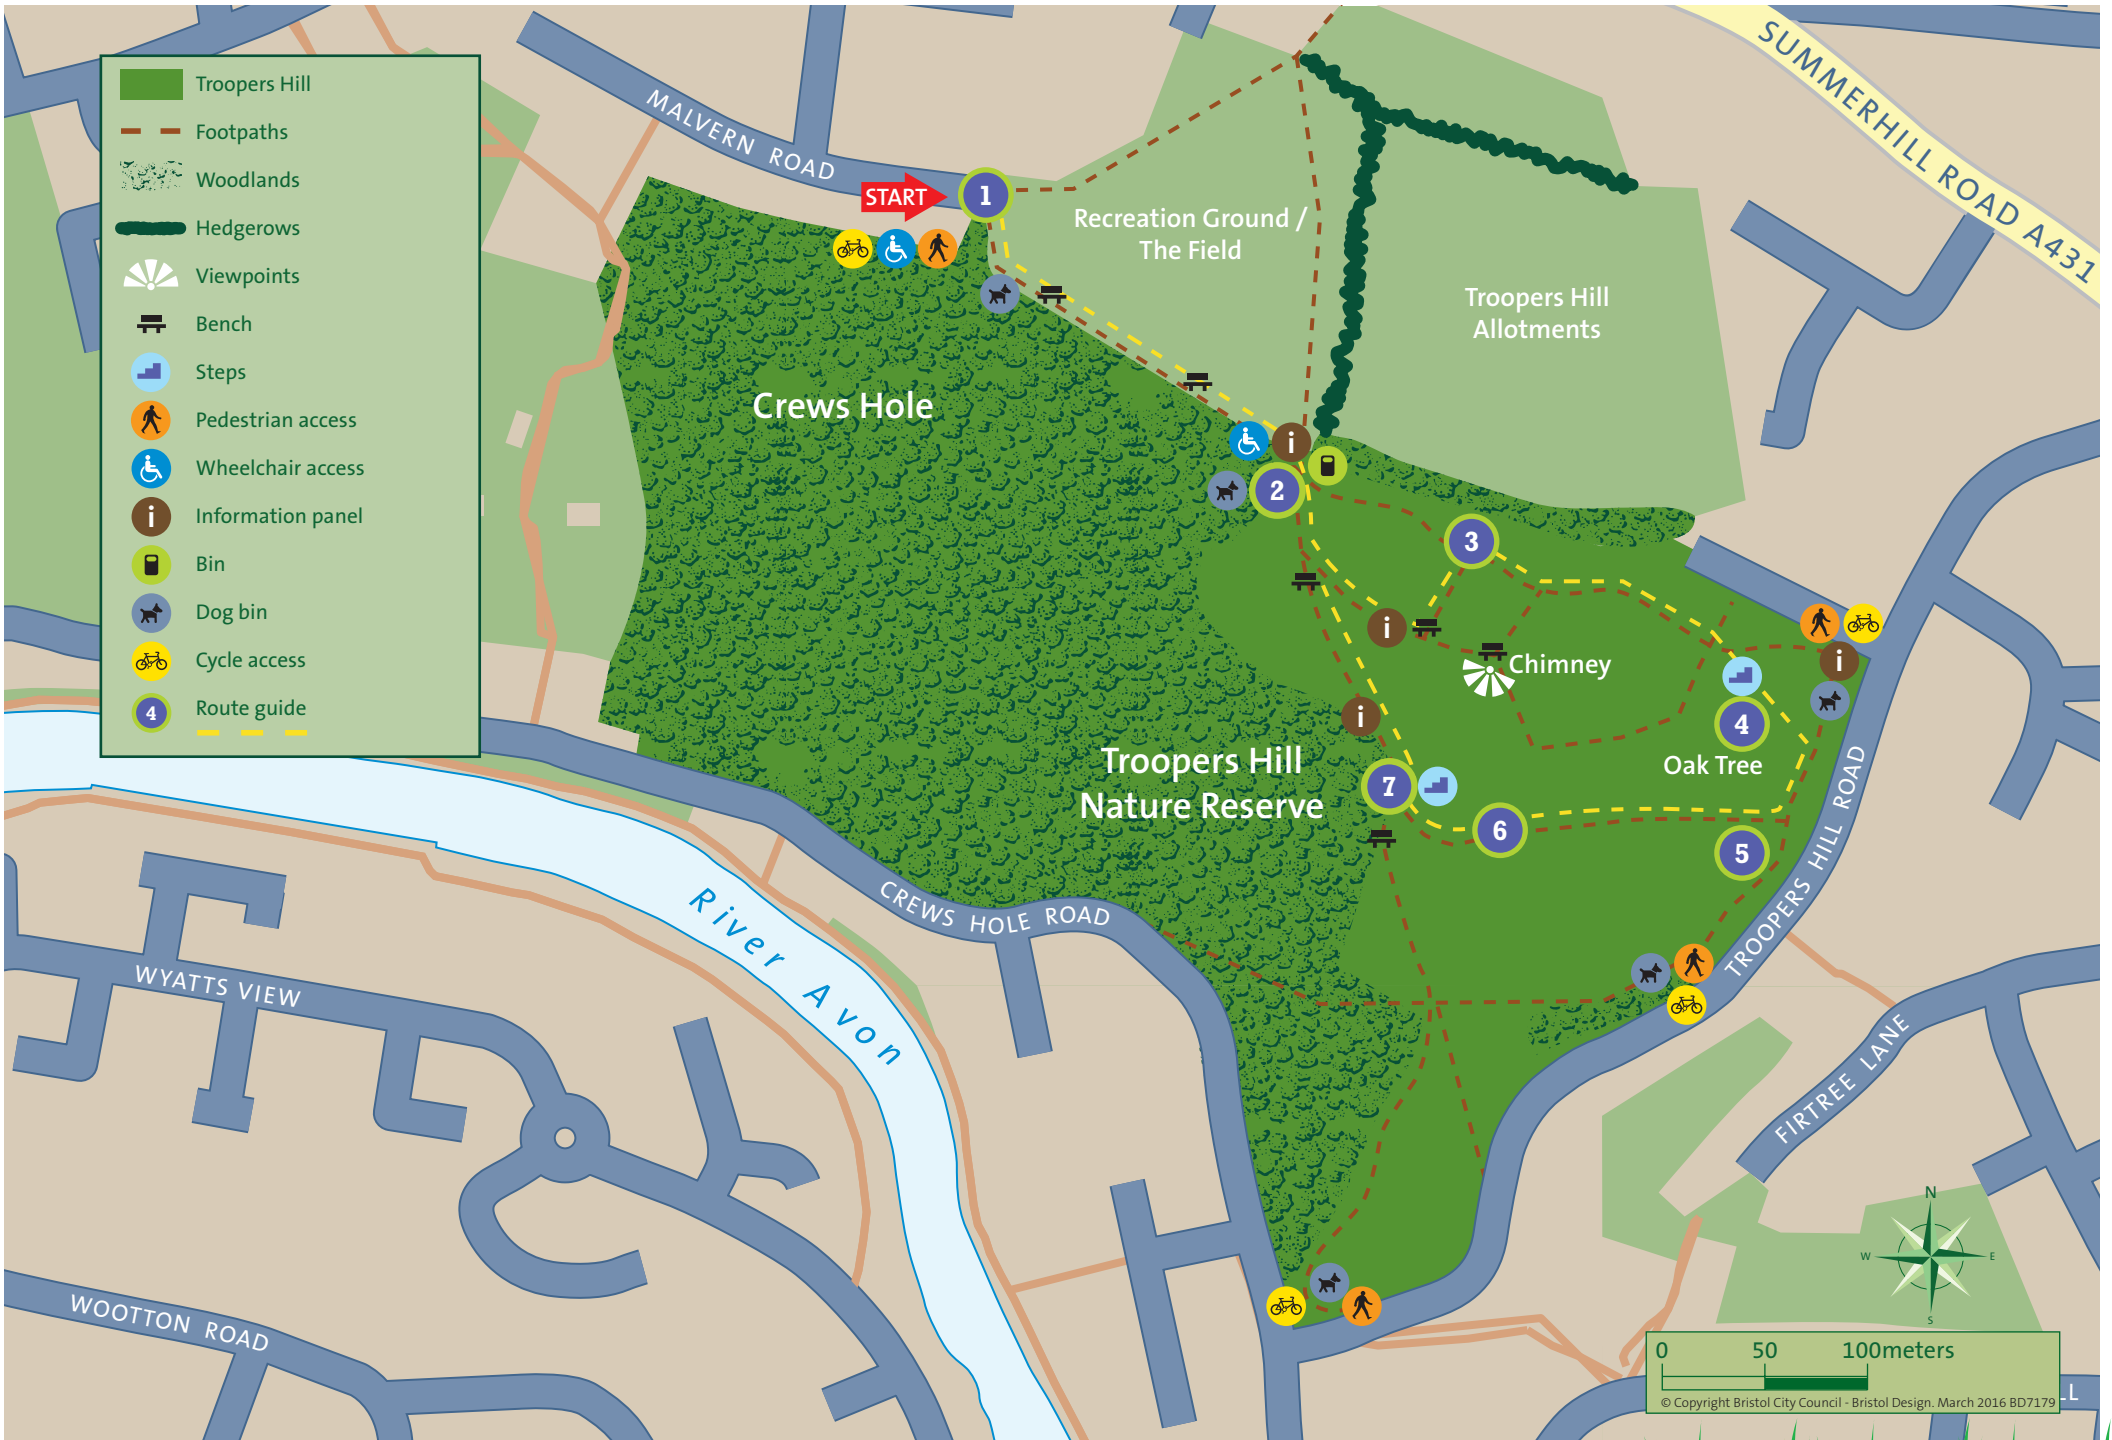 Troopers Hill
Footpaths
Woodlands
Hedgerows
Viewpoints
Bench
Steps
Pedestrian access
Wheelchair access
i
Information panel
Bin
Dog bin
Cycle access
4
Route guide
MALVERN ROAD
SUMMERHILL ROAD A431
START
1
Recreation Ground /
The Field
Troopers Hill
Allotments
Crews Hole
i
2
3
i
Chimney
i
4
Oak Tree
i
Troopers Hill
Nature Reserve
7
6
5
TROOPERS HILL ROAD
CREWS HOLE ROAD
River Avon
WYATTS VIEW
FIRTREE LANE
WOOTTON ROAD
N
W
E
S
0 50 100meters
© Copyright Bristol City Council - Bristol Design. March 2016 BD7179